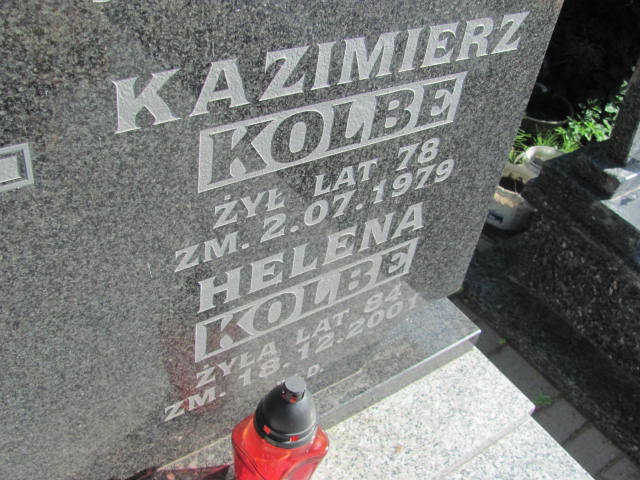 KAZIMIERZ
KOLBE
ŻYŁ LAT 78
ZM. 2.07.1979
HELENA
KOLBE
ŻYŁA LAT 84
ZM. 18.12.2001
D.